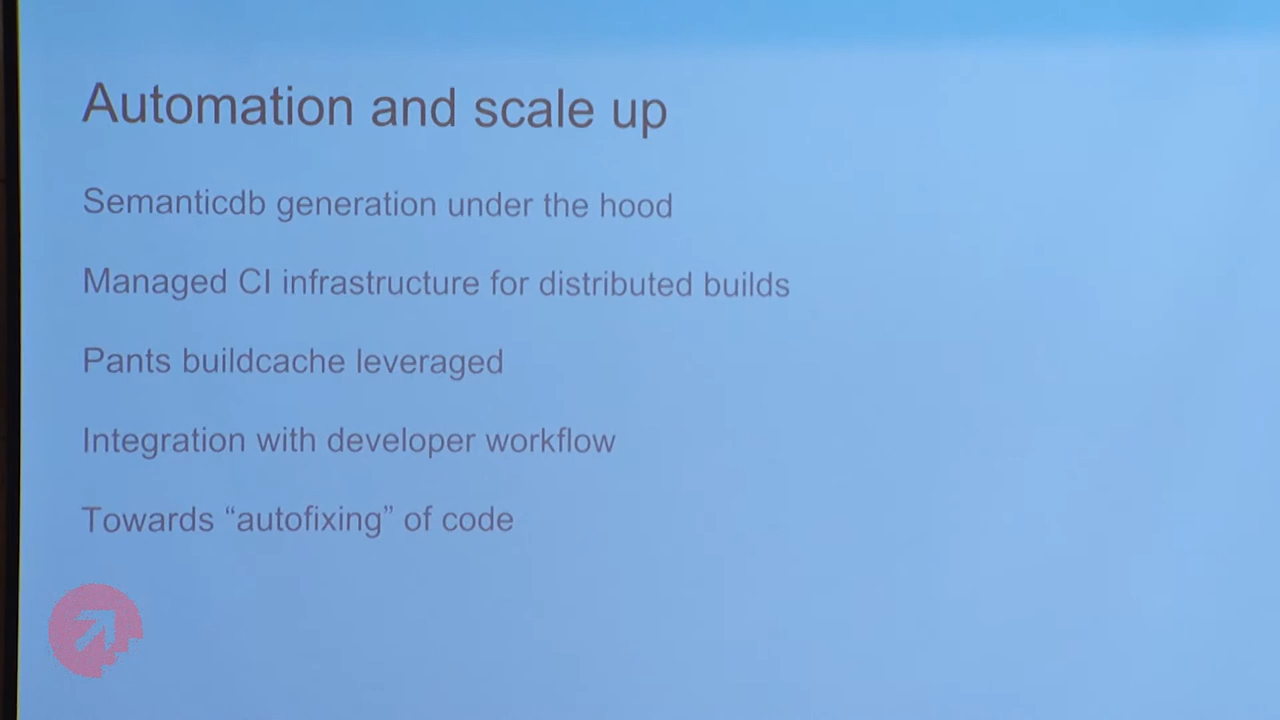 Automation and scale up
Semanticdb generation under the hood
Managed CI infrastructure for distributed builds
Pants buildcache leveraged
Integration with developer workflow
Towards “autofixing” of code